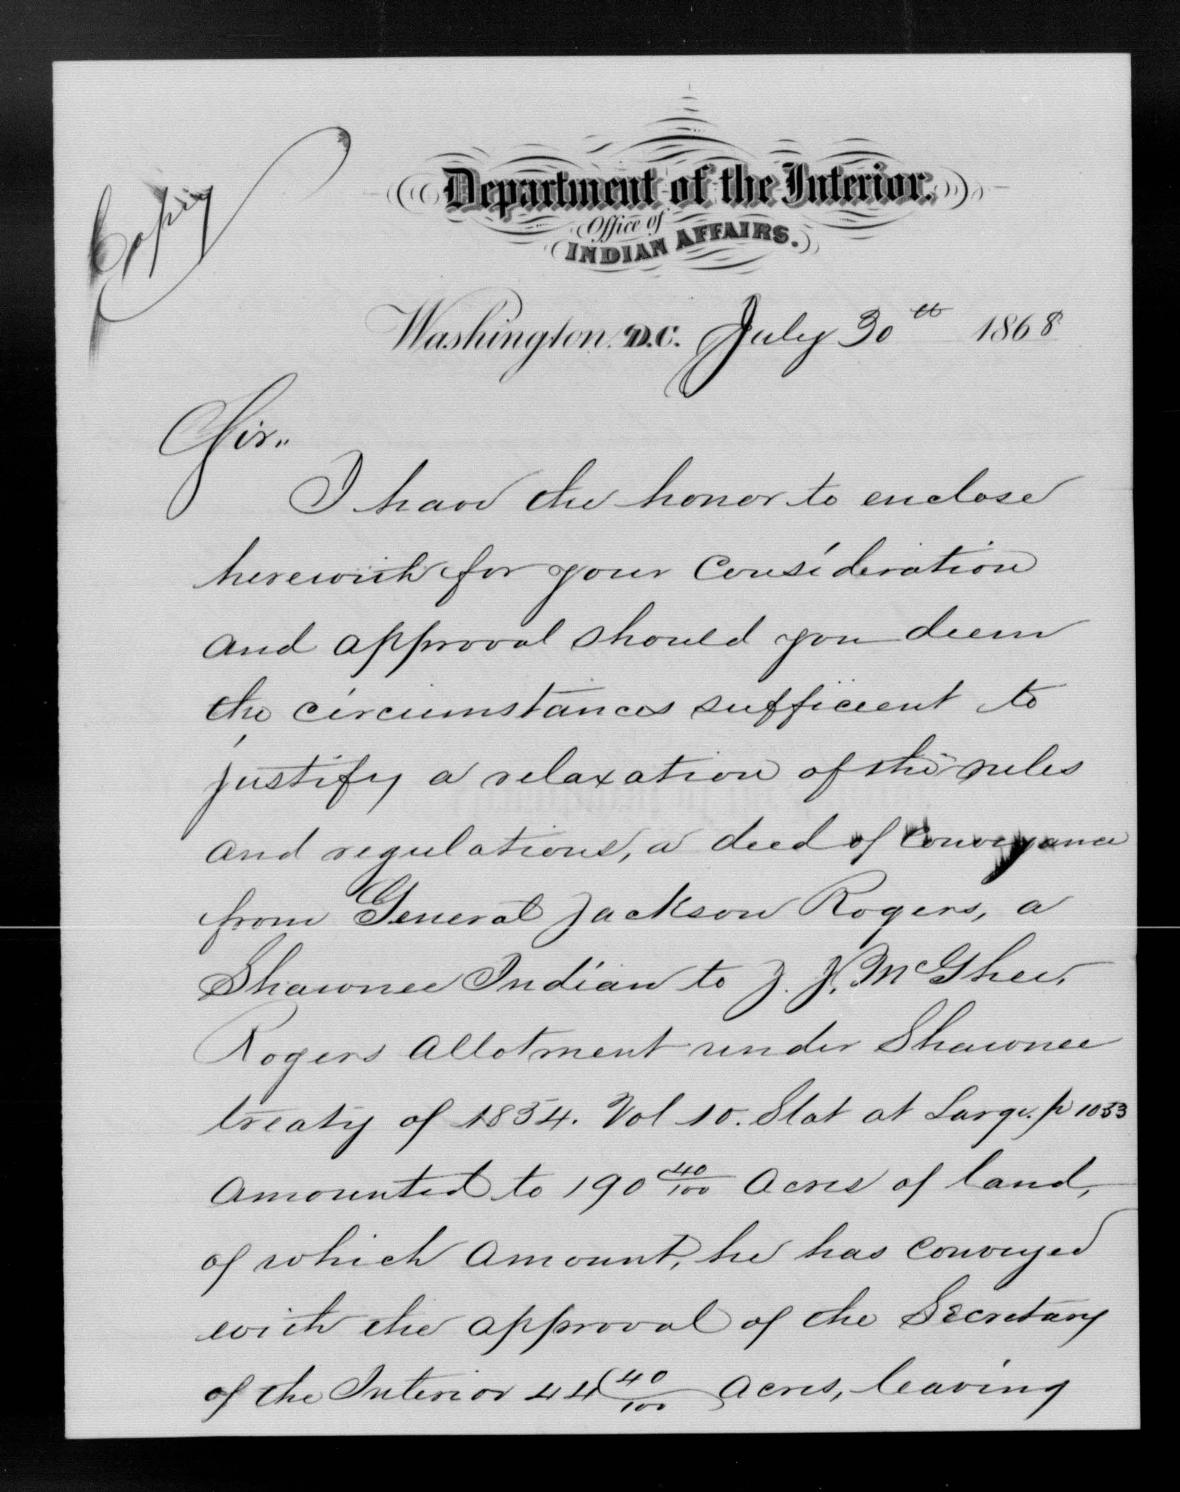 Copy
Department of the Interior.
Office of
INDIAN AFFAIRS.
Washington D.C. July 30th 1868
Sir.,
I have the honor to enclose
herewith for your consideration
and approval should you deem
the circumstances sufficient to
justify a relaxation of the rules
and regulations, a deed of conveyance
from General Jackson Rogers, a
Shawnee Indian to J. J. McGhee,
Rogers allotment under Shawnee
treaty of 1854. Vol 10. Stat at Large. p 1053
amounted to 190 40/100 acres of land,
of which amount, he has conveyed
with the approval of the Secretary
of the Interior 44 40/100 acres, leaving